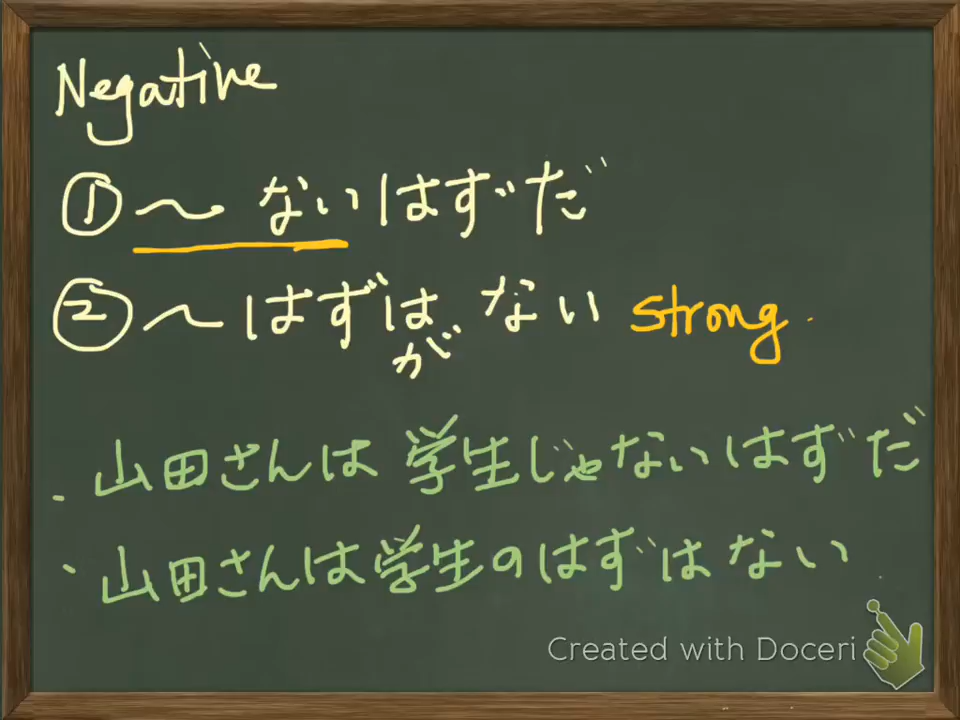 Negative
① 〜 ないはずだ
② 〜 はずは ない strong
が
・山田さんは 学生じゃないはずだ
・山田さんは学生のはずはない
Created with Doceri